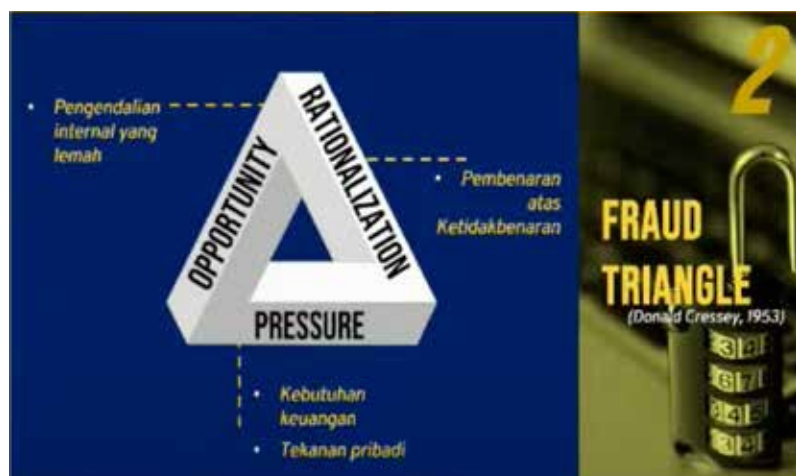 2
• Pengendalian
internal yang
lemah
OPPORTUNITY
RATIONALIZATION
PRESSURE
• Pembenaran
atas
Ketidakbenaran
• Kebutuhan
keuangan
• Tekanan pribadi
FRAUD
TRIANGLE
(Donald Cressey, 1953)